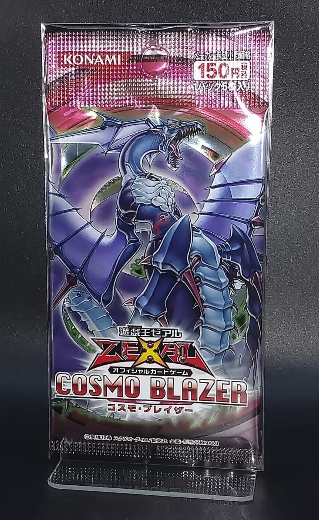 KONAMI
150円
遊戯王ゼアル
ZEXAL
オフィシャルカードゲーム
COSMO BLAZER
コスモ・ブレイザー